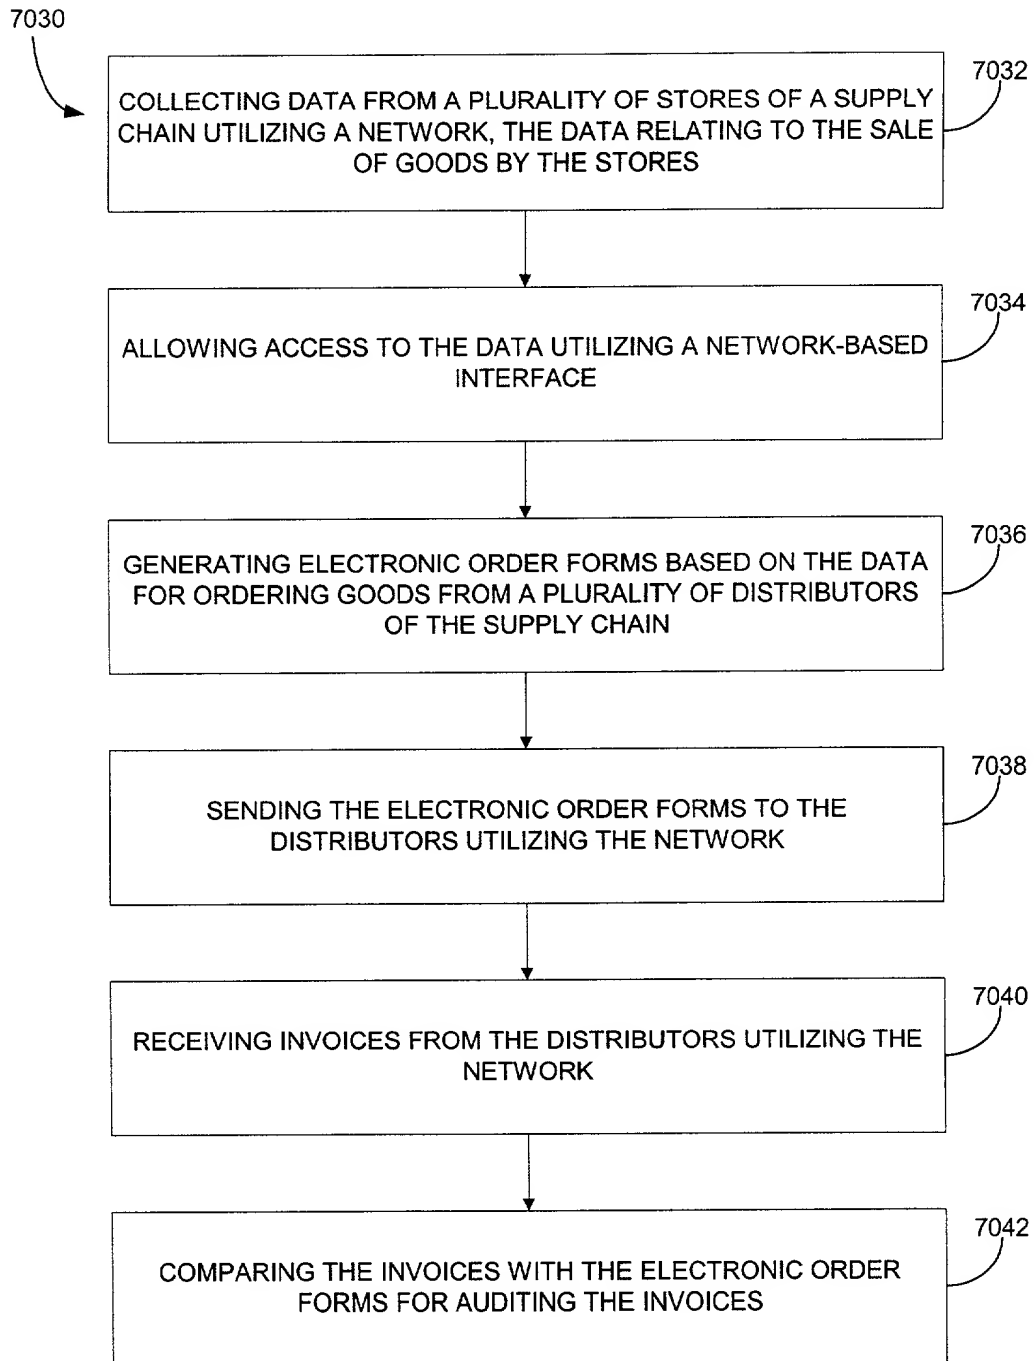 7030
7032
COLLECTING DATA FROM A PLURALITY OF STORES OF A SUPPLY
CHAIN UTILIZING A NETWORK, THE DATA RELATING TO THE SALE
OF GOODS BY THE STORES
7034
ALLOWING ACCESS TO THE DATA UTILIZING A NETWORK-BASED
INTERFACE
7036
GENERATING ELECTRONIC ORDER FORMS BASED ON THE DATA
FOR ORDERING GOODS FROM A PLURALITY OF DISTRIBUTORS
OF THE SUPPLY CHAIN
7038
SENDING THE ELECTRONIC ORDER FORMS TO THE
DISTRIBUTORS UTILIZING THE NETWORK
7040
RECEIVING INVOICES FROM THE DISTRIBUTORS UTILIZING THE
NETWORK
7042
COMPARING THE INVOICES WITH THE ELECTRONIC ORDER
FORMS FOR AUDITING THE INVOICES